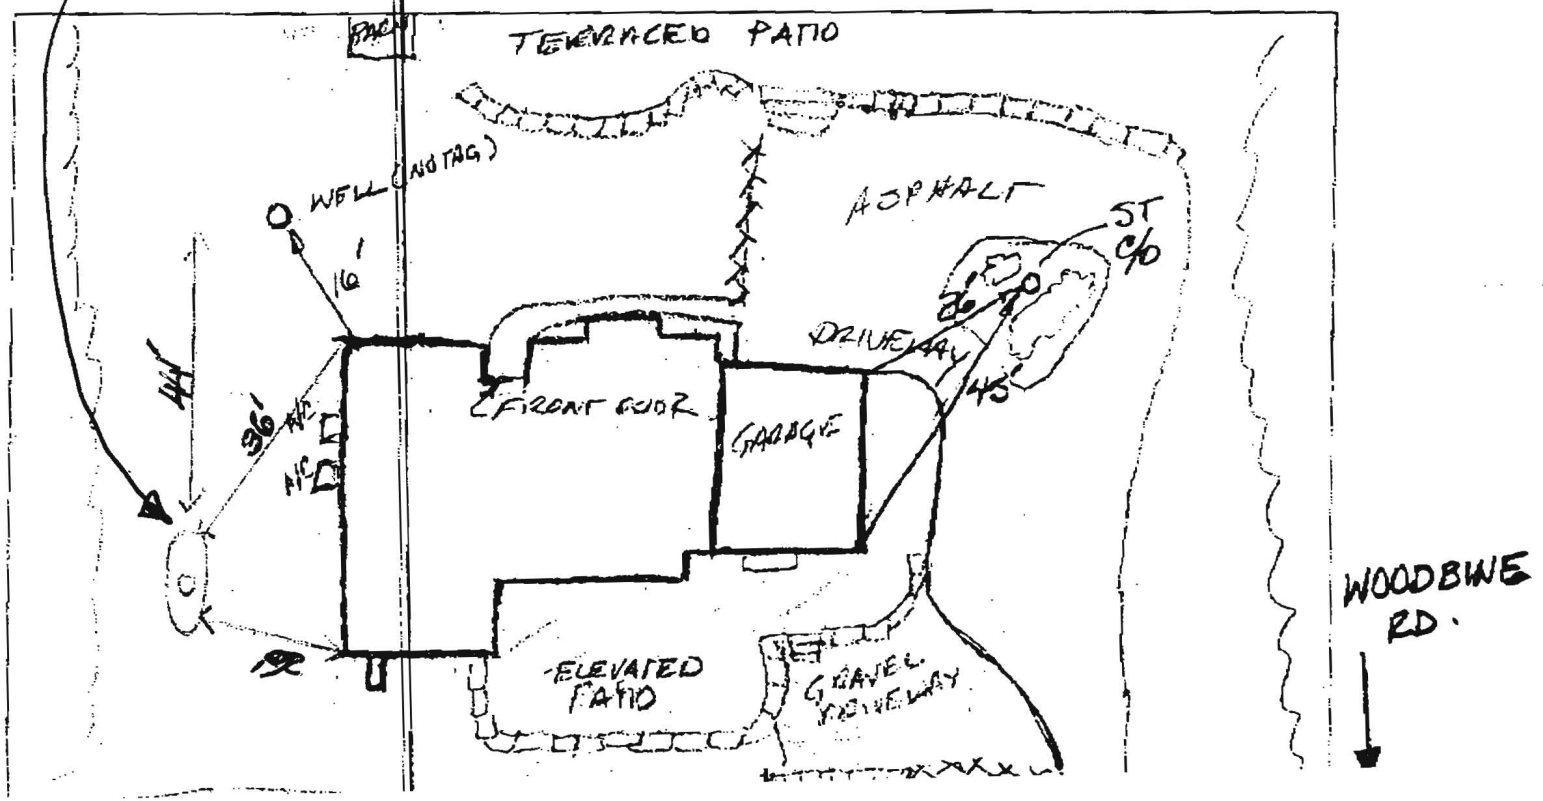 BARN
TERRACED PATIO
WELL (NO TAG)
ASPHALT
ST
C/O
16'
26'
DRIVEWAY
44'
36'
A/C
A/C
FRONT DOOR
45'
GARAGE
WOODBINE
RD.
ELEVATED
PATIO
GRAVEL
DRIVEWAY